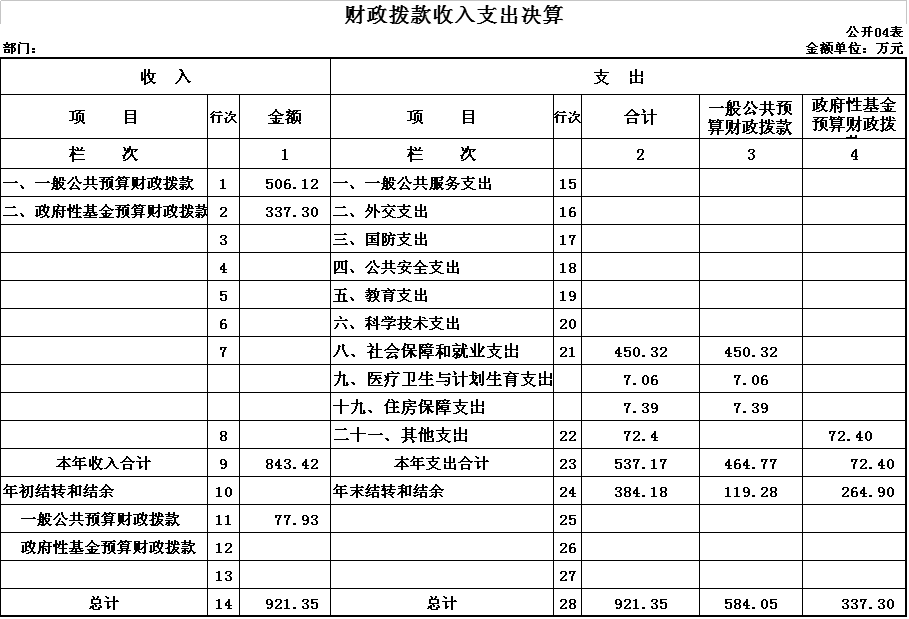 财政拨款收入支出决算
公开04表
部门: 金额单位: 万元
收 入 支 出
项 目 行次 金额 项 目 行次 合计 一般公共预算财政拨款 政府性基金预算财政拨
栏 次 1 栏 次 2 3 4
一、一般公共预算财政拨款 1 506.12 一、一般公共服务支出 15
二、政府性基金预算财政拨款 2 337.30 二、外交支出 16
3 三、国防支出 17
4 四、公共安全支出 18
5 五、教育支出 19
6 六、科学技术支出 20
7 八、社会保障和就业支出 21 450.32 450.32
九、医疗卫生与计划生育支出 7.06 7.06
十九、住房保障支出 7.39 7.39
8 二十一、其他支出 22 72.4 72.40
本年收入合计 9 843.42 本年支出合计 23 537.17 464.77 72.40
年初结转和结余 10 年末结转和结余 24 384.18 119.28 264.90
一般公共预算财政拨款 11 77.93 25
政府性基金预算财政拨款 12 26
13 27
总计 14 921.35 总计 28 921.35 584.05 337.30